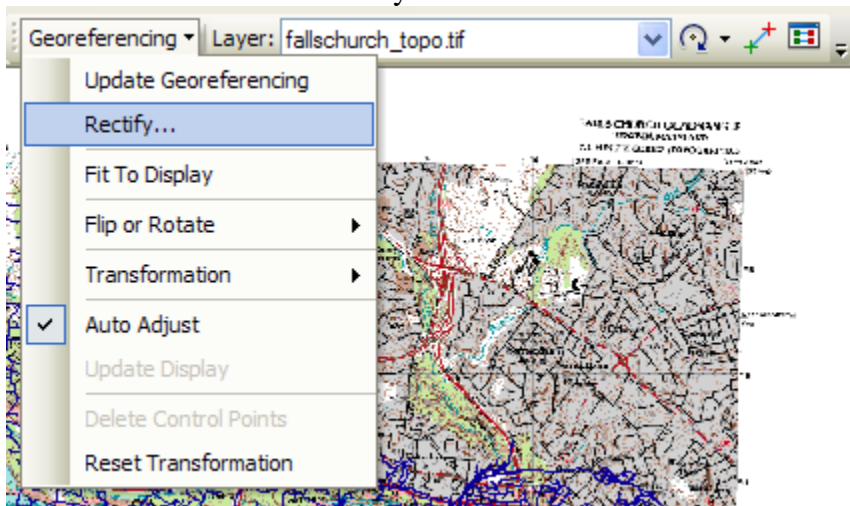 Georeferencing Layer: fallschurch_topo.tif
Update Georeferencing
Rectify...
Fit To Display
Flip or Rotate
Transformation
Auto Adjust
Update Display
Delete Control Points
Reset Transformation